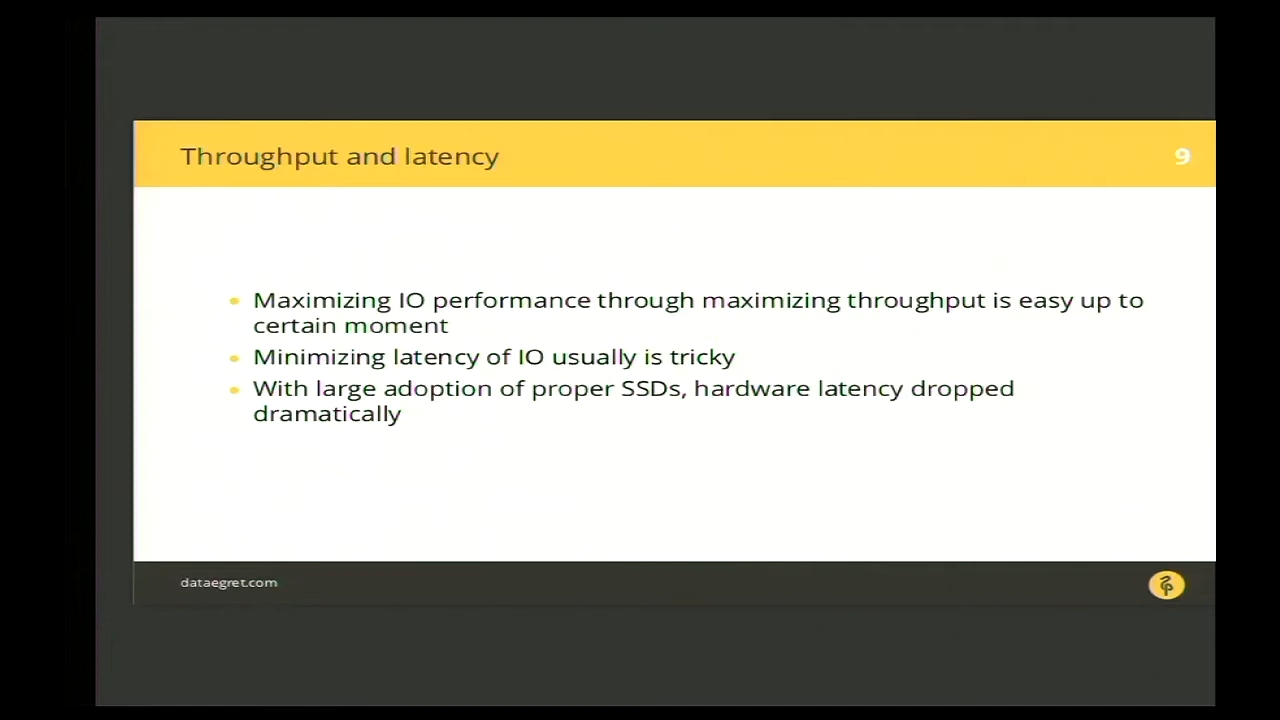 Throughput and latency
9
Maximizing IO performance through maximizing throughput is easy up to
certain moment
Minimizing latency of IO usually is tricky
With large adoption of proper SSDs, hardware latency dropped
dramatically
dataegret.com